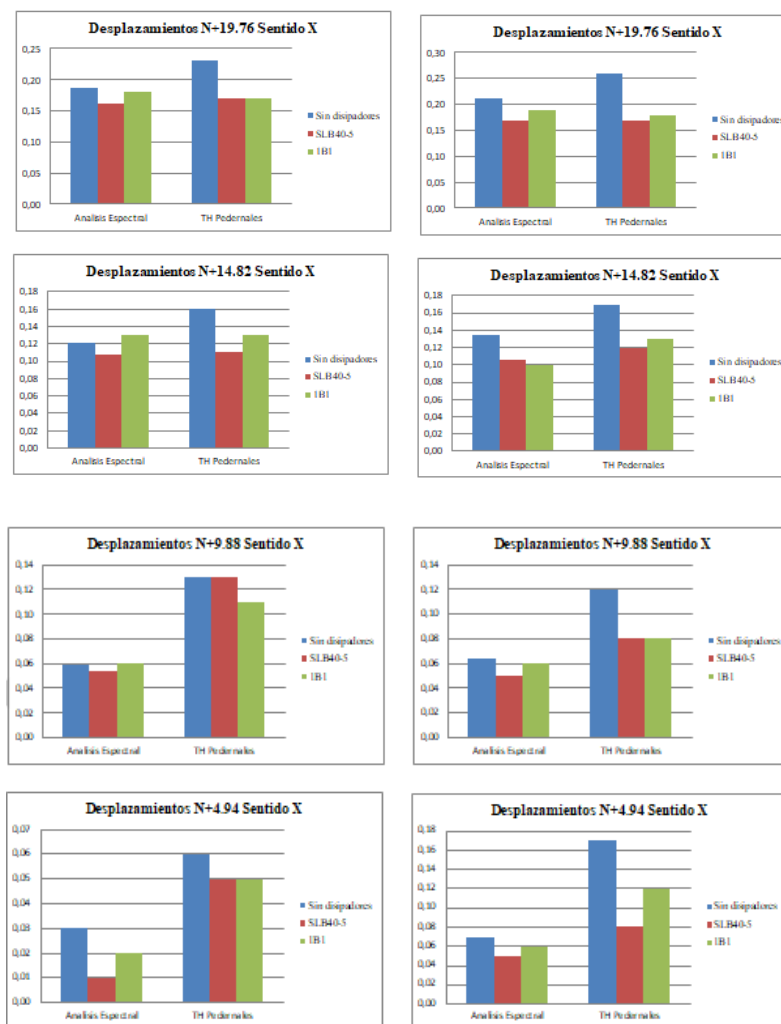 Desplazamientos N+19.76 Sentido X
0,25
0,20
0,15
0,10
0,05
0,00
Analisis Espectral
TH Pedernales
Sin disipadores
SLB40-5
1B1
Desplazamientos N+19.76 Sentido X
0,30
0,25
0,20
0,15
0,10
0,05
0,00
Analisis Espectral
TH Pedernales
Sin disipadores
SLB40-5
1B1
Desplazamientos N+14.82 Sentido X
0,18
0,16
0,14
0,12
0,10
0,08
0,06
0,04
0,02
0,00
Analisis Espectral
TH Pedernales
Sin disipadores
SLB40-5
1B1
Desplazamientos N+14.82 Sentido X
0,18
0,16
0,14
0,12
0,10
0,08
0,06
0,04
0,02
0,00
Analisis Espectral
TH Pedernales
Sin disipadores
SLB40-5
1B1
Desplazamientos N+9.88 Sentido X
0,14
0,12
0,10
0,08
0,06
0,04
0,02
0,00
Analisis Espectral
TH Pedernales
Sin disipadores
SLB40-5
1B1
Desplazamientos N+9.88 Sentido X
0,14
0,12
0,10
0,08
0,06
0,04
0,02
0,00
Analisis Espectral
TH Pedernales
Sin disipadores
SLB40-5
1B1
Desplazamientos N+4.94 Sentido X
0,07
0,06
0,05
0,04
0,03
0,02
0,01
0,00
Analisis Espectral
TH Pedernales
Sin disipadores
SLB40-5
1B1
Desplazamientos N+4.94 Sentido X
0,18
0,16
0,14
0,12
0,10
0,08
0,06
0,04
0,02
0,00
Analisis Espectral
TH Pedernales
Sin disipadores
SLB40-5
1B1